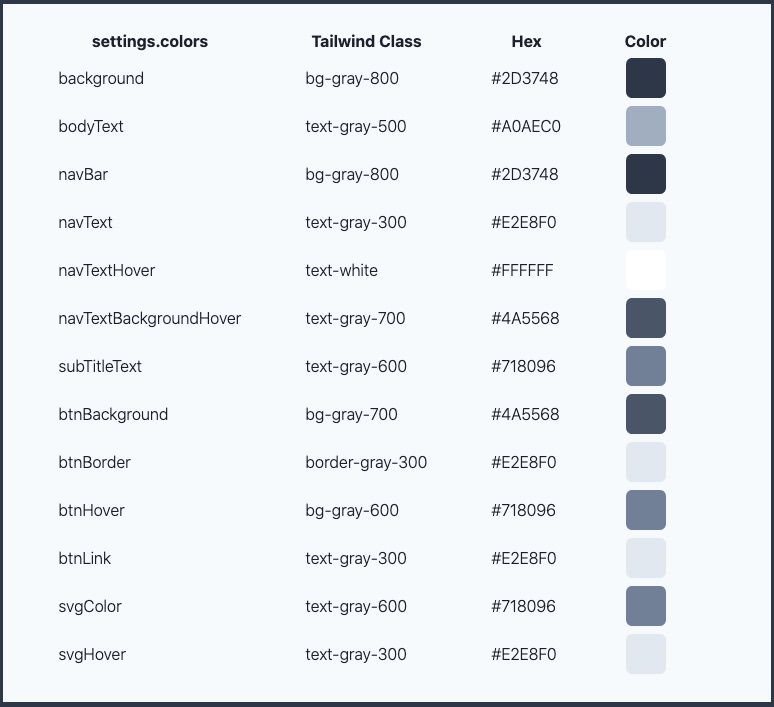 settings.colors Tailwind Class Hex Color
background bg-gray-800 #2D3748
bodyText text-gray-500 #A0AEC0
navBar bg-gray-800 #2D3748
navText text-gray-300 #E2E8F0
navTextHover text-white #FFFFFF
navTextBackgroundHover text-gray-700 #4A5568
subTitleText text-gray-600 #718096
btnBackground bg-gray-700 #4A5568
btnBorder border-gray-300 #E2E8F0
btnHover bg-gray-600 #718096
btnLink text-gray-300 #E2E8F0
svgColor text-gray-600 #718096
svgHover text-gray-300 #E2E8F0